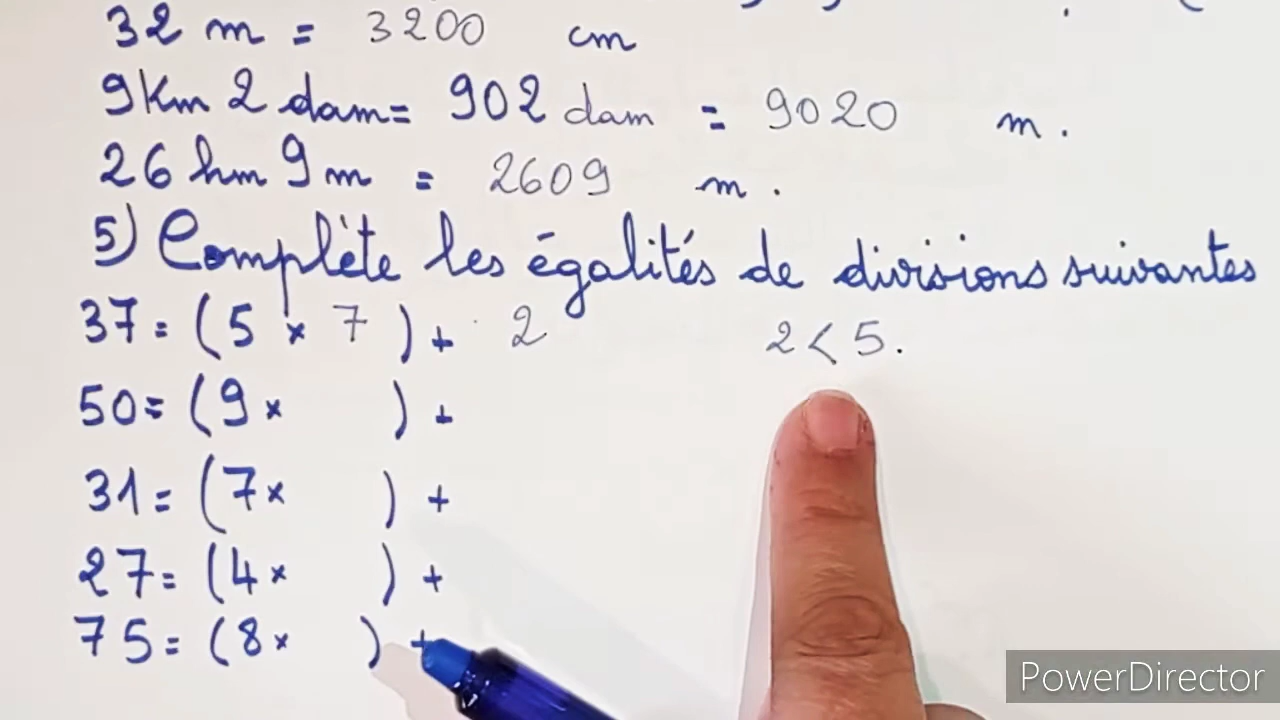 32 m = 3200 cm
9Km 2 dam = 902 dam = 9020 m.
26 hm 9 m = 2609 m.
5) Complète les égalités de divisions suivantes
37 = (5 × 7) + 2 2 < 5.
50 = (9 × ) +
31 = (7 × ) +
27 = (4 × ) +
75 = (8 × ) +
PowerDirector